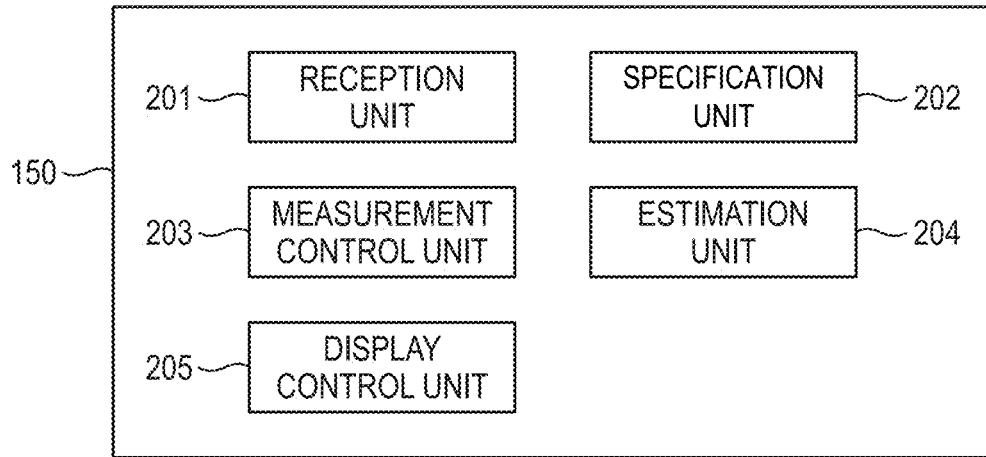 RECEPTION
UNIT
201
SPECIFICATION
UNIT
202
150
MEASUREMENT
CONTROL UNIT
203
ESTIMATION
UNIT
204
DISPLAY
CONTROL UNIT
205